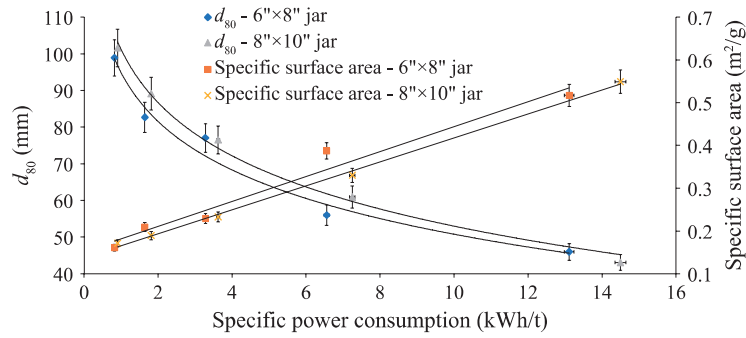 d80 - 6"×8" jar
d80 - 8"×10" jar
Specific surface area - 6"×8" jar
Specific surface area - 8"×10" jar
110
100
90
80
70
60
50
40
d80 (mm)
0.7
0.6
0.5
0.4
0.3
0.2
0.1
Specific surface area (m²/g)
0 2 4 6 8 10 12 14 16
Specific power consumption (kWh/t)